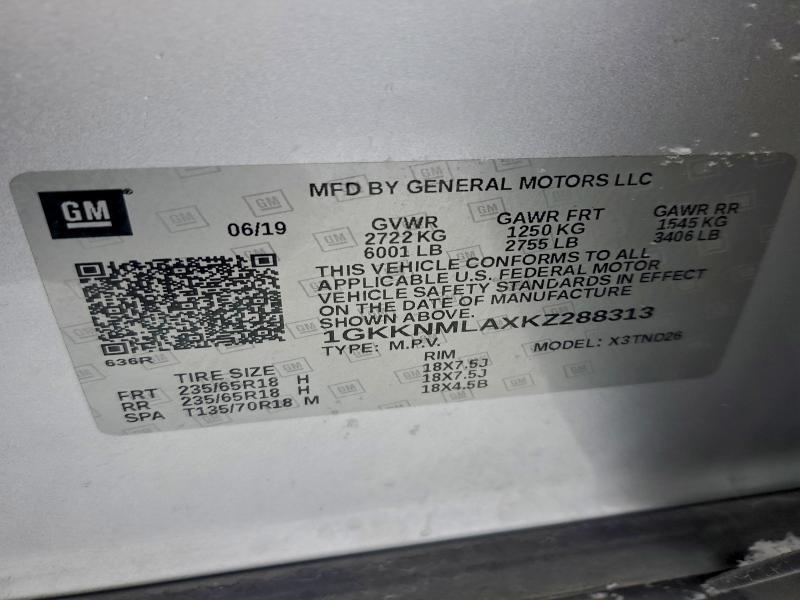 GM
MFD BY GENERAL MOTORS LLC
06/19
GVWR
2722 KG
6001 LB
GAWR FRT
1250 KG
2755 LB
GAWR RR
1545 KG
3406 LB
THIS VEHICLE CONFORMS TO ALL
APPLICABLE U.S. FEDERAL MOTOR
VEHICLE SAFETY STANDARDS IN EFFECT
ON THE DATE OF MANUFACTURE
SHOWN ABOVE.
1GKKNMLAXKZ288313
TYPE: M.P.V.
MODEL: X3TND26
636R
TIRE SIZE
RIM
FRT 235/65R18 H 18X7.5J
RR 235/65R18 H 18X7.5J
SPA T135/70R18 M 18X4.5B